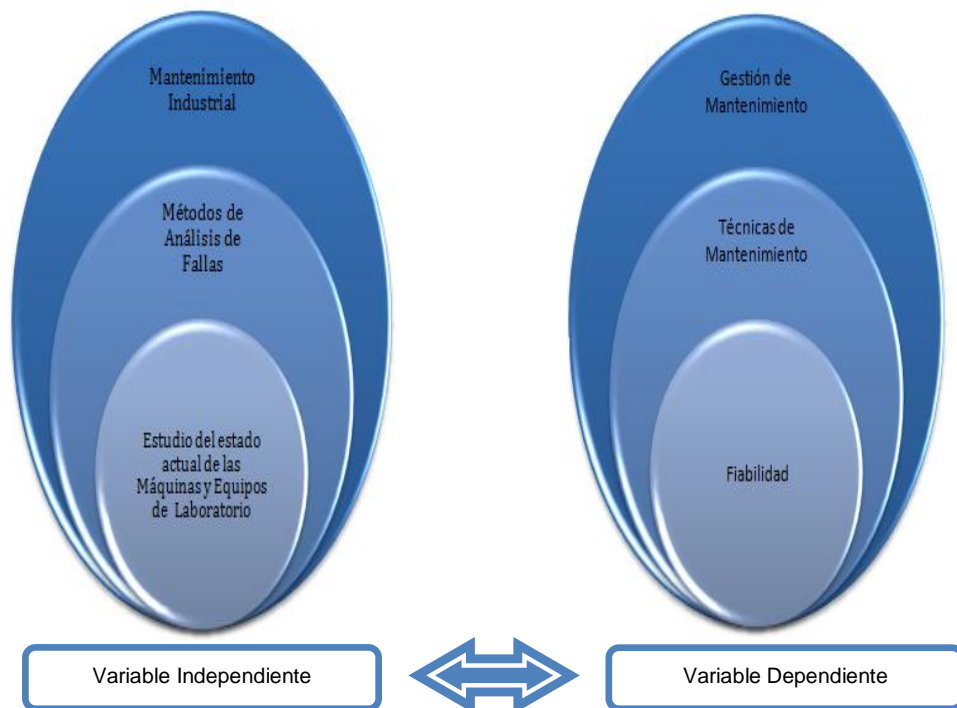 Mantenimiento
Industrial
Métodos de
Análisis de
Fallas
Estudio del estado
actual de las
Máquinas y Equipos
de Laboratorio
Variable Independiente
Gestión de
Mantenimiento
Técnicas de
Mantenimiento
Fiabilidad
Variable Dependiente